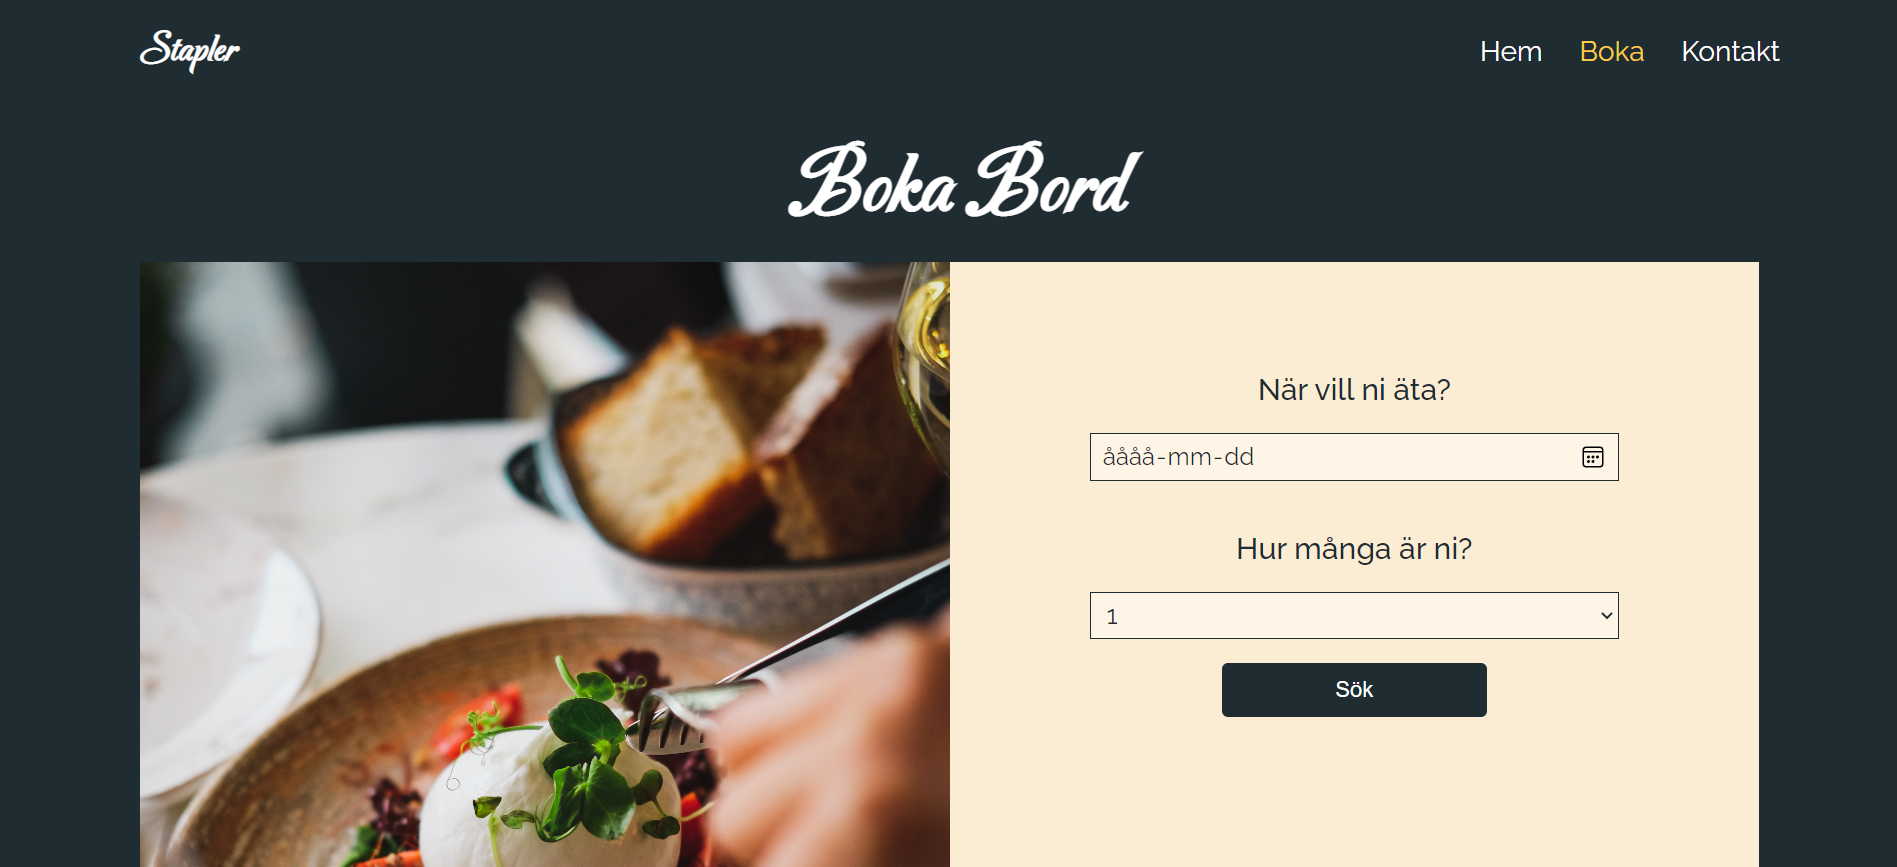 Stapler
Hem Boka Kontakt
Boka Bord
När vill ni äta?
åååå-mm-dd
Hur många är ni?
1
Sök